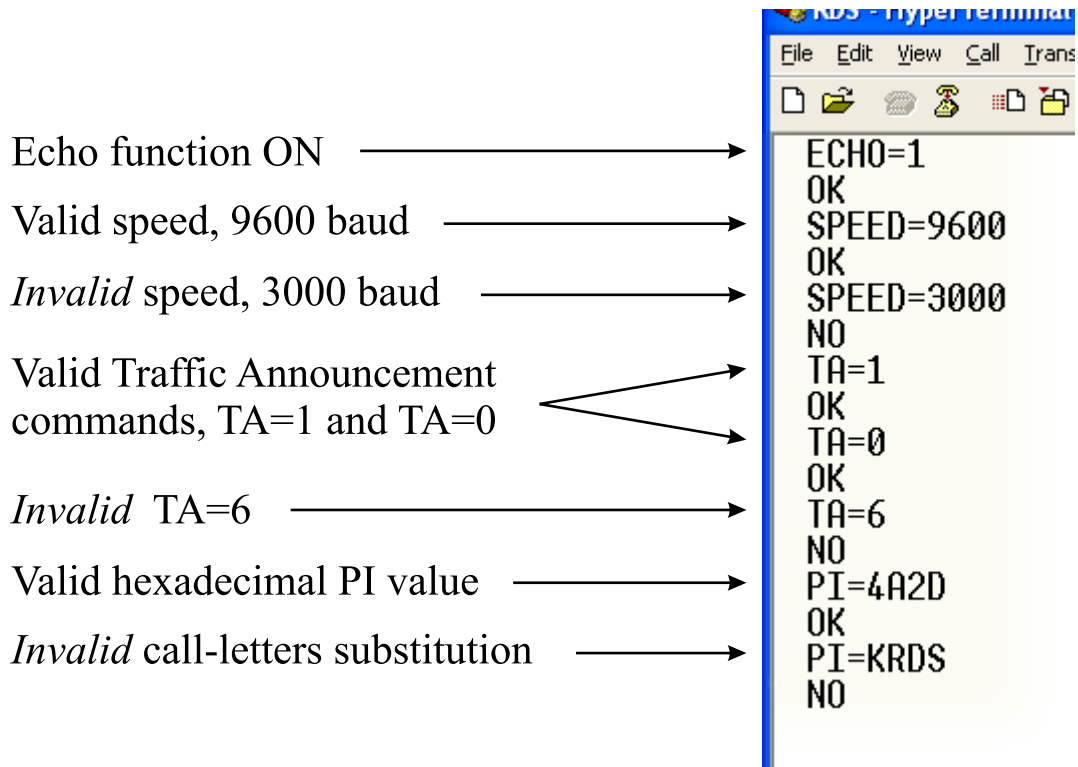 RDS - HyperTerminal
File Edit View Call Trans
Echo function ON
ECHO=1
OK
Valid speed, 9600 baud
SPEED=9600
OK
Invalid speed, 3000 baud
SPEED=3000
NO
Valid Traffic Announcement
commands, TA=1 and TA=0
TA=1
OK
TA=0
OK
Invalid TA=6
TA=6
NO
Valid hexadecimal PI value
PI=4A2D
OK
Invalid call-letters substitution
PI=KRDS
NO